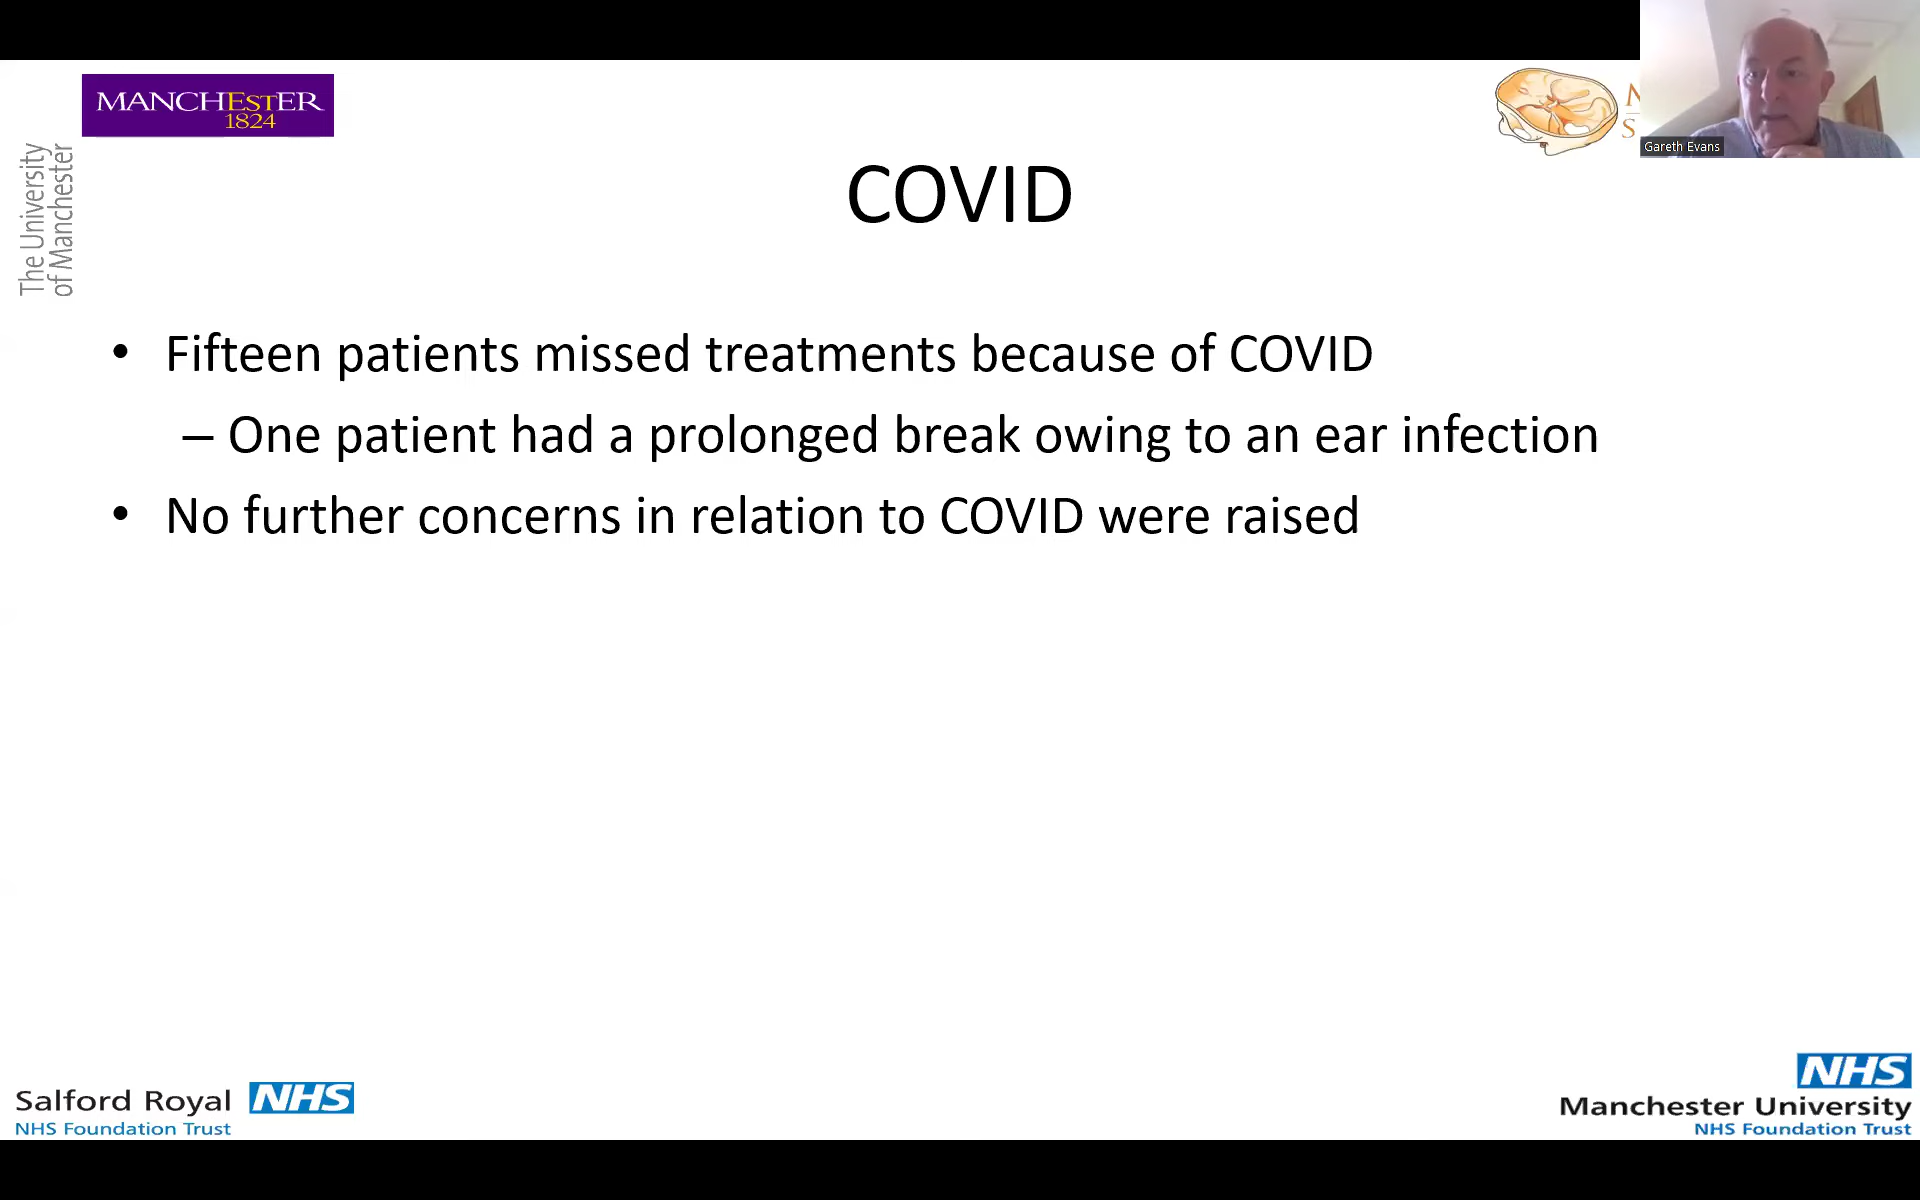 MANCHESTER
1824
The University
of Manchester
Gareth Evans
COVID
• Fifteen patients missed treatments because of COVID
– One patient had a prolonged break owing to an ear infection
• No further concerns in relation to COVID were raised
Salford Royal NHS
NHS Foundation Trust
NHS
Manchester University
NHS Foundation Trust